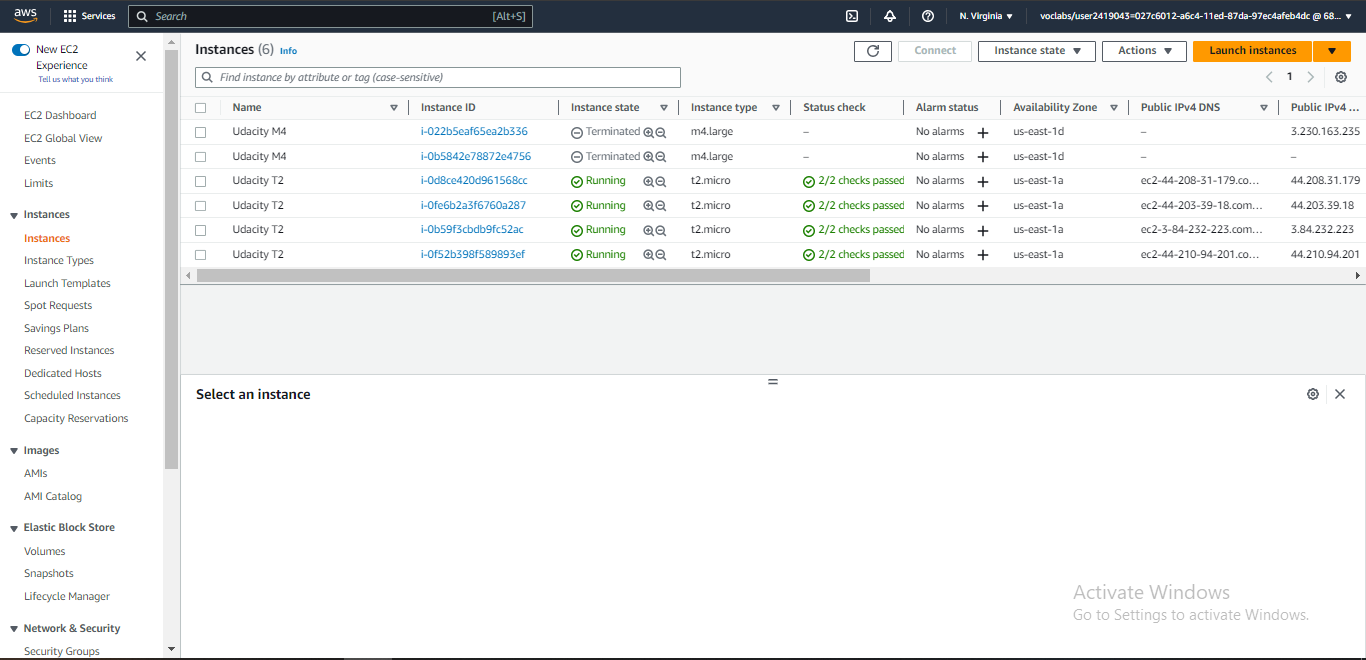 aws Services Search [Alt+S] N. Virginia voclabs/user2419043=027c6012-a6c4-11ed-87da-97ec4afeb4dc @ 68...
New EC2
Experience
Tell us what you think
EC2 Dashboard
EC2 Global View
Events
Limits
Instances
Instances
Instance Types
Launch Templates
Spot Requests
Savings Plans
Reserved Instances
Dedicated Hosts
Scheduled Instances
Capacity Reservations
Images
AMIs
AMI Catalog
Elastic Block Store
Volumes
Snapshots
Lifecycle Manager
Network & Security
Security Groups
Instances (6) Info Connect Instance state Actions Launch instances
Find instance by attribute or tag (case-sensitive) 1
Name Instance ID Instance state Instance type Status check Alarm status Availability Zone Public IPv4 DNS Public IPv4 ...
Udacity M4 i-022b5eaf65ea2b336 Terminated m4.large – No alarms + us-east-1d – 3.230.163.235
Udacity M4 i-0b5842e78872e4756 Terminated m4.large – No alarms + us-east-1d – –
Udacity T2 i-0d8ce420d961568cc Running t2.micro 2/2 checks passed No alarms + us-east-1a ec2-44-208-31-179.co... 44.208.31.179
Udacity T2 i-0fe6b2a3f6760a287 Running t2.micro 2/2 checks passed No alarms + us-east-1a ec2-44-203-39-18.com... 44.203.39.18
Udacity T2 i-0b59f3cbdb9fc52ac Running t2.micro 2/2 checks passed No alarms + us-east-1a ec2-3-84-232-223.com... 3.84.232.223
Udacity T2 i-0f52b398f589893ef Running t2.micro 2/2 checks passed No alarms + us-east-1a ec2-44-210-94-201.co... 44.210.94.201
Select an instance
Activate Windows
Go to Settings to activate Windows.